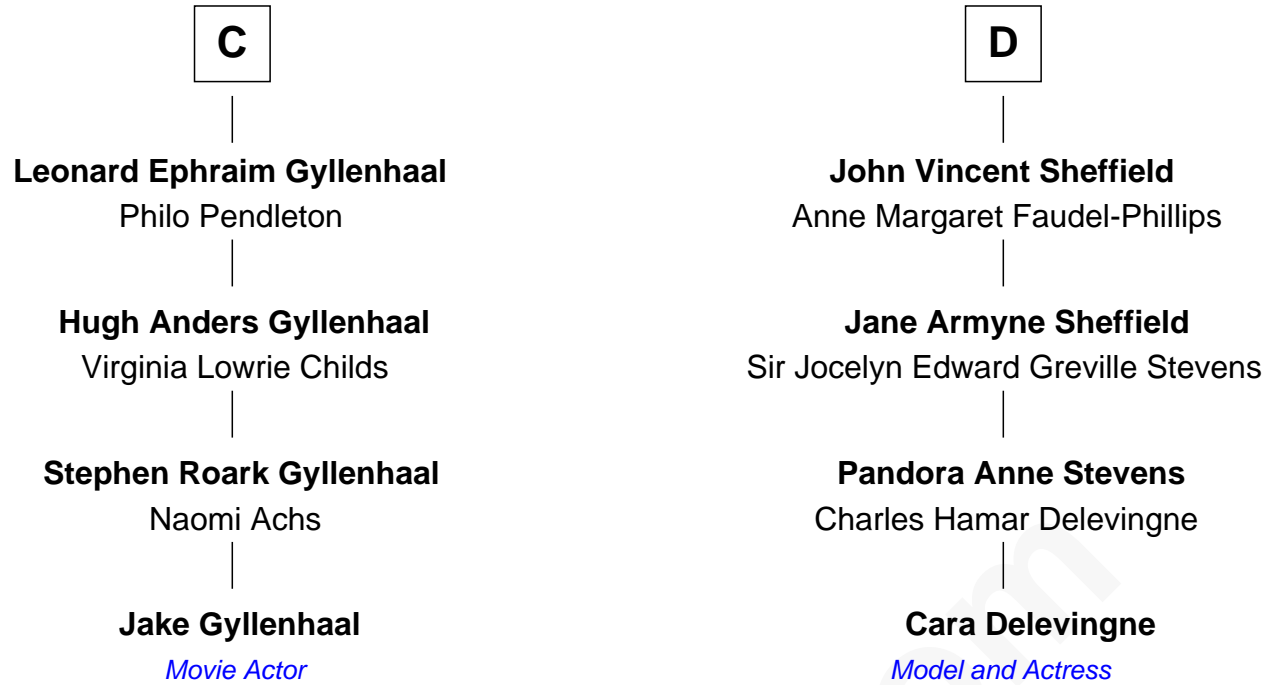 C
Leonard Ephraim Gyllenhaal
Philo Pendleton
Hugh Anders Gyllenhaal
Virginia Lowrie Childs
Stephen Roark Gyllenhaal
Naomi Achs
Jake Gyllenhaal
Movie Actor
D
John Vincent Sheffield
Anne Margaret Faudel-Phillips
Jane Armyne Sheffield
Sir Jocelyn Edward Greville Stevens
Pandora Anne Stevens
Charles Hamar Delevingne
Cara Delevingne
Model and Actress